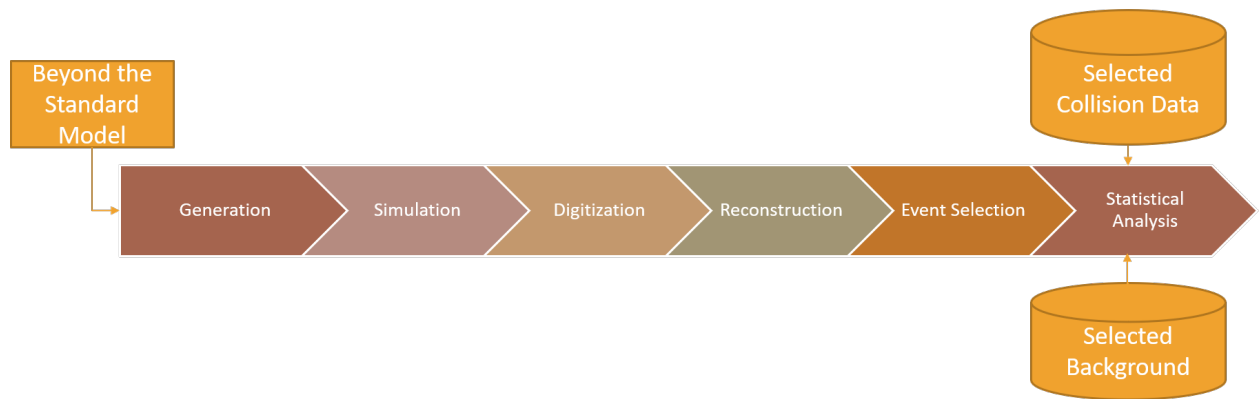 Beyond the
Standard
Model
Selected
Collision Data
Generation
Simulation
Digitization
Reconstruction
Event Selection
Statistical
Analysis
Selected
Background